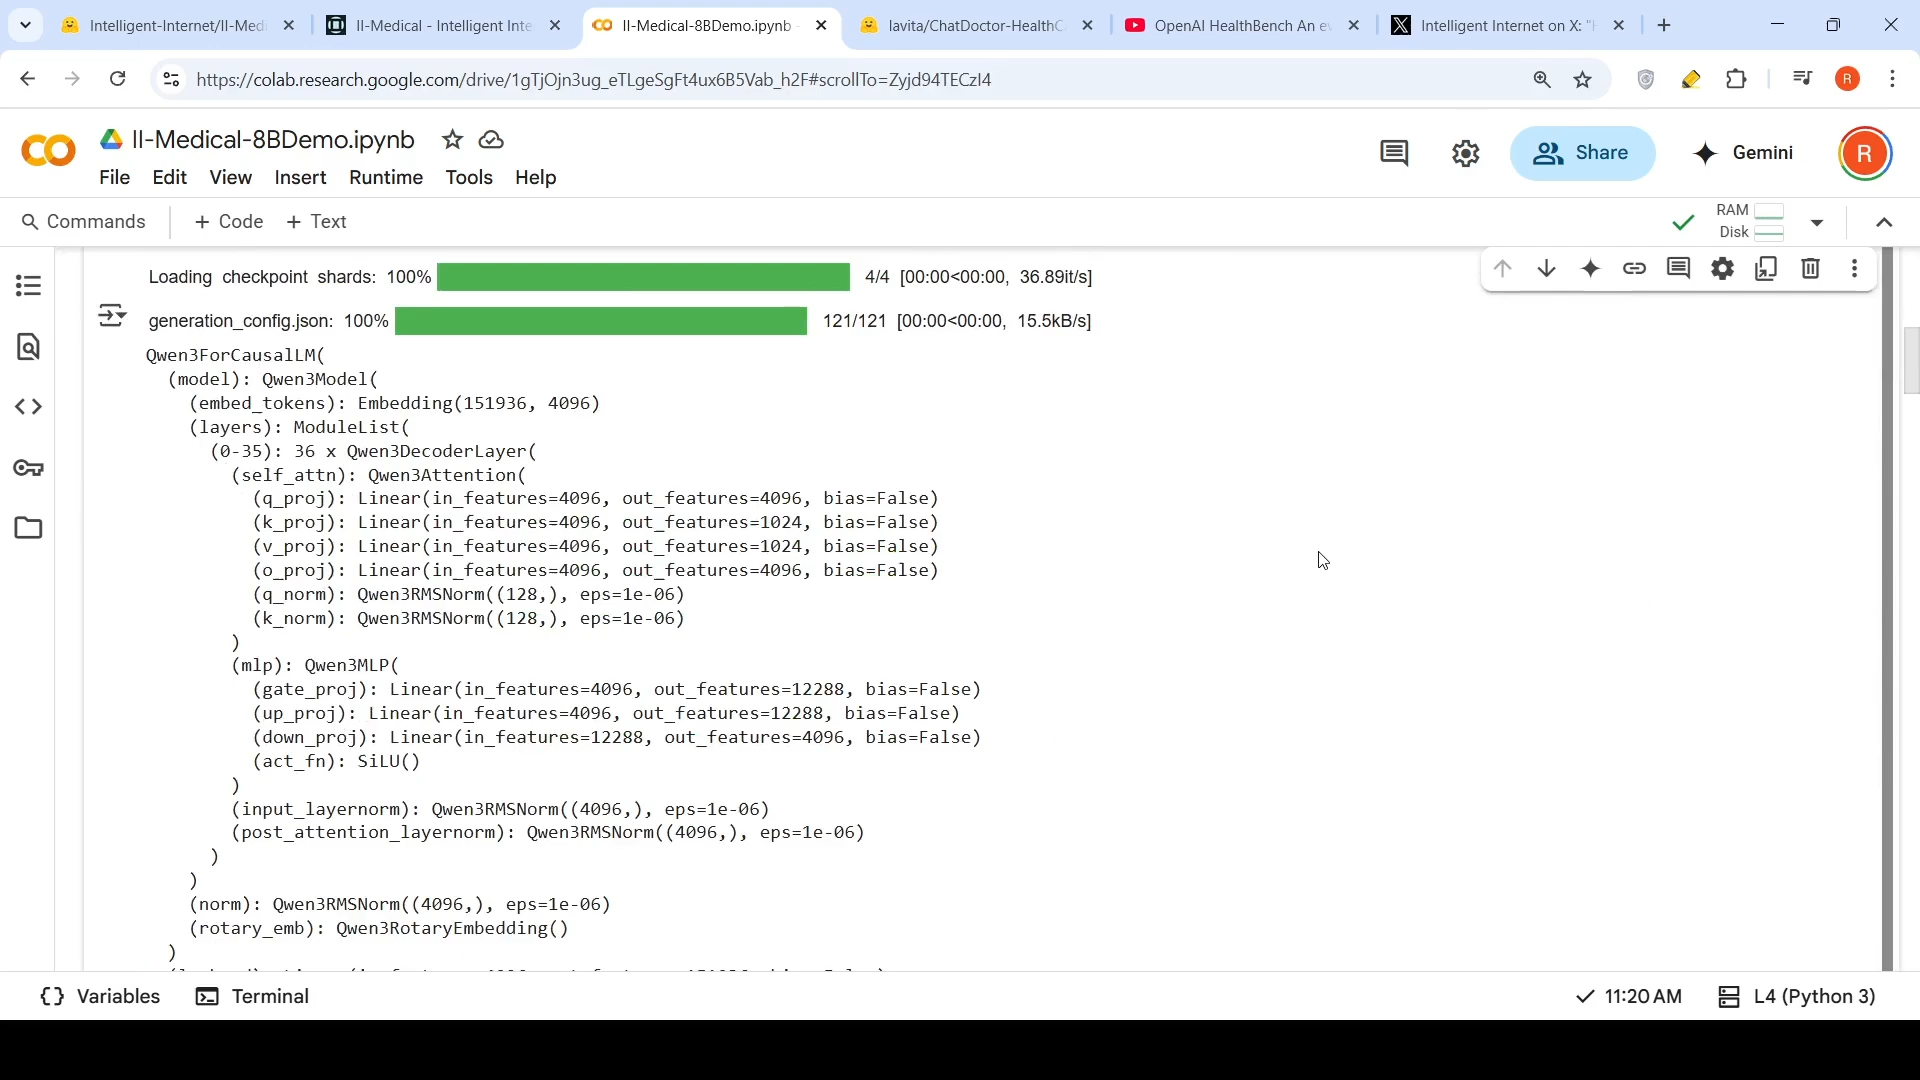 Intelligent-Internet/II-Medi
II-Medical - Intelligent Inte
II-Medical-8BDemo.ipynb -
lavita/ChatDoctor-HealthC
OpenAI HealthBench An ev
Intelligent Internet on X: "H
https://colab.research.google.com/drive/1gTjOjn3ug_eTLgeSgFt4ux6B5Vab_h2F#scrollTo=Zyjd94TECzI4
R
II-Medical-8BDemo.ipynb
File Edit View Insert Runtime Tools Help
Share
Gemini
R
Commands
+ Code + Text
RAM
Disk
Loading checkpoint shards: 100% 4/4 [00:00<00:00, 36.89it/s]
generation_config.json: 100% 121/121 [00:00<00:00, 15.5kB/s]
Qwen3ForCausalLM(
(model): Qwen3Model(
(embed_tokens): Embedding(151936, 4096)
(layers): ModuleList(
(0-35): 36 x Qwen3DecoderLayer(
(self_attn): Qwen3Attention(
(q_proj): Linear(in_features=4096, out_features=4096, bias=False)
(k_proj): Linear(in_features=4096, out_features=1024, bias=False)
(v_proj): Linear(in_features=4096, out_features=1024, bias=False)
(o_proj): Linear(in_features=4096, out_features=4096, bias=False)
(q_norm): Qwen3RMSNorm((128,), eps=1e-06)
(k_norm): Qwen3RMSNorm((128,), eps=1e-06)
)
(mlp): Qwen3MLP(
(gate_proj): Linear(in_features=4096, out_features=12288, bias=False)
(up_proj): Linear(in_features=4096, out_features=12288, bias=False)
(down_proj): Linear(in_features=12288, out_features=4096, bias=False)
(act_fn): SiLU()
)
(input_layernorm): Qwen3RMSNorm((4096,), eps=1e-06)
(post_attention_layernorm): Qwen3RMSNorm((4096,), eps=1e-06)
)
)
(norm): Qwen3RMSNorm((4096,), eps=1e-06)
(rotary_emb): Qwen3RotaryEmbedding()
)
Variables
Terminal
11:20 AM
L4 (Python 3)